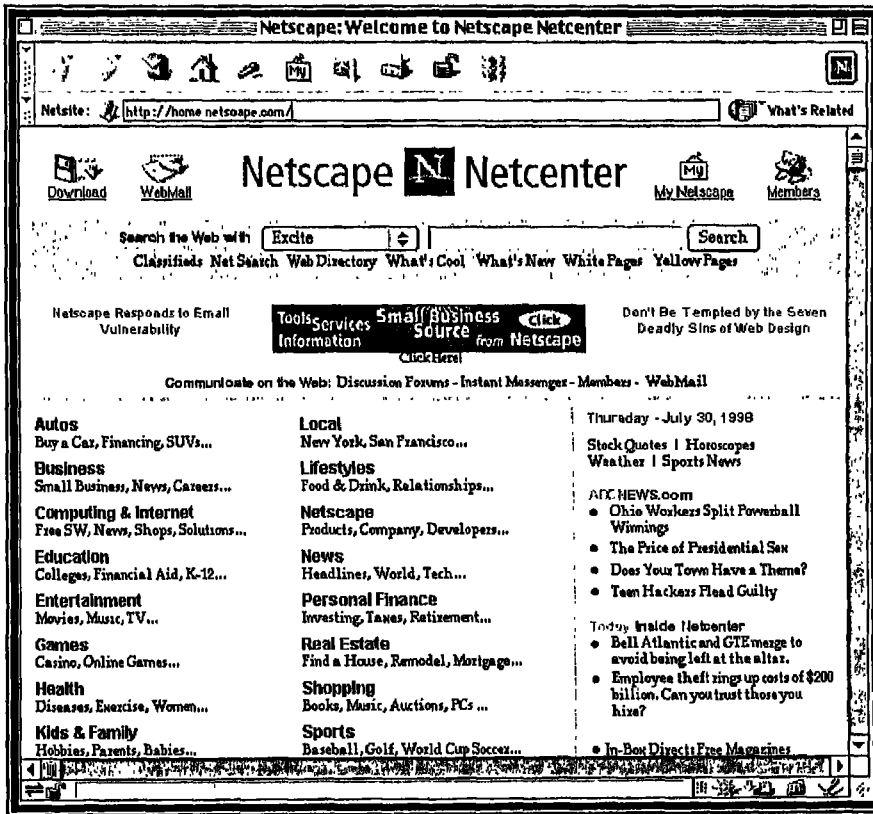 Netscape: Welcome to Netscape Netcenter
N
Netsite: http://home.netscape.com/ What's Related
Download WebMail Netscape N Netcenter My Netscape Members
Search the Web with Excite Search
Classifieds Net Search Web Directory What's Cool What's New White Pages Yellow Pages
Netscape Responds to Email
Vulnerability
Tools Services Small Business Click
Information Source from Netscape
Click Here!
Don't Be Tempted by the Seven
Deadly Sins of Web Design
Communicate on the Web: Discussion Forums - Instant Messenger - Members - WebMail
Autos
Buy a Car, Financing, SUVs...
Business
Small Business, News, Careers...
Computing & Internet
Free SW, News, Shops, Solutions...
Education
Colleges, Financial Aid, K-12...
Entertainment
Movies, Music, TV...
Games
Casino, Online Games...
Health
Diseases, Exercise, Women...
Kids & Family
Hobbies, Parents, Babies...
Local
New York, San Francisco...
Lifestyles
Food & Drink, Relationships...
Netscape
Products, Company, Developers...
News
Headlines, World, Tech...
Personal Finance
Investing, Taxes, Retirement...
Real Estate
Find a House, Remodel, Mortgage...
Shopping
Books, Music, Auctions, PCs ...
Sports
Baseball, Golf, World Cup Soccer...
Thursday - July 30, 1998
Stock Quotes | Horoscopes
Weather | Sports News
ABCNEWS.com
• Ohio Workers Split Powerball
Winnings
• The Price of Presidential Sex
• Does Your Town Have a Theme?
• Teen Hackers Plead Guilty
Today Inside Netcenter
• Bell Atlantic and GTE merge to
avoid being left at the altar.
• Employee theft rings up costs of $200
billion. Can you trust those you
hire?
• In-Box Direct: Free Magazines